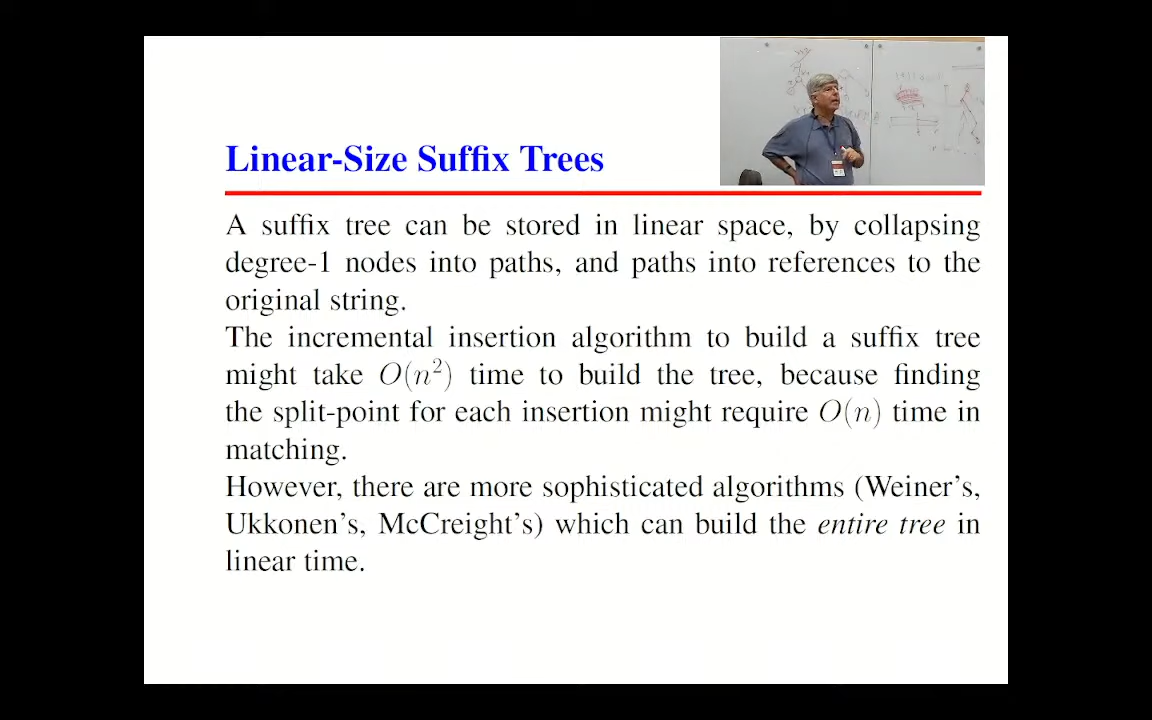 Linear-Size Suffix Trees
A suffix tree can be stored in linear space, by collapsing
degree-1 nodes into paths, and paths into references to the
original string.
The incremental insertion algorithm to build a suffix tree
might take O(n²) time to build the tree, because finding
the split-point for each insertion might require O(n) time in
matching.
However, there are more sophisticated algorithms (Weiner's,
Ukkonen's, McCreight's) which can build the entire tree in
linear time.